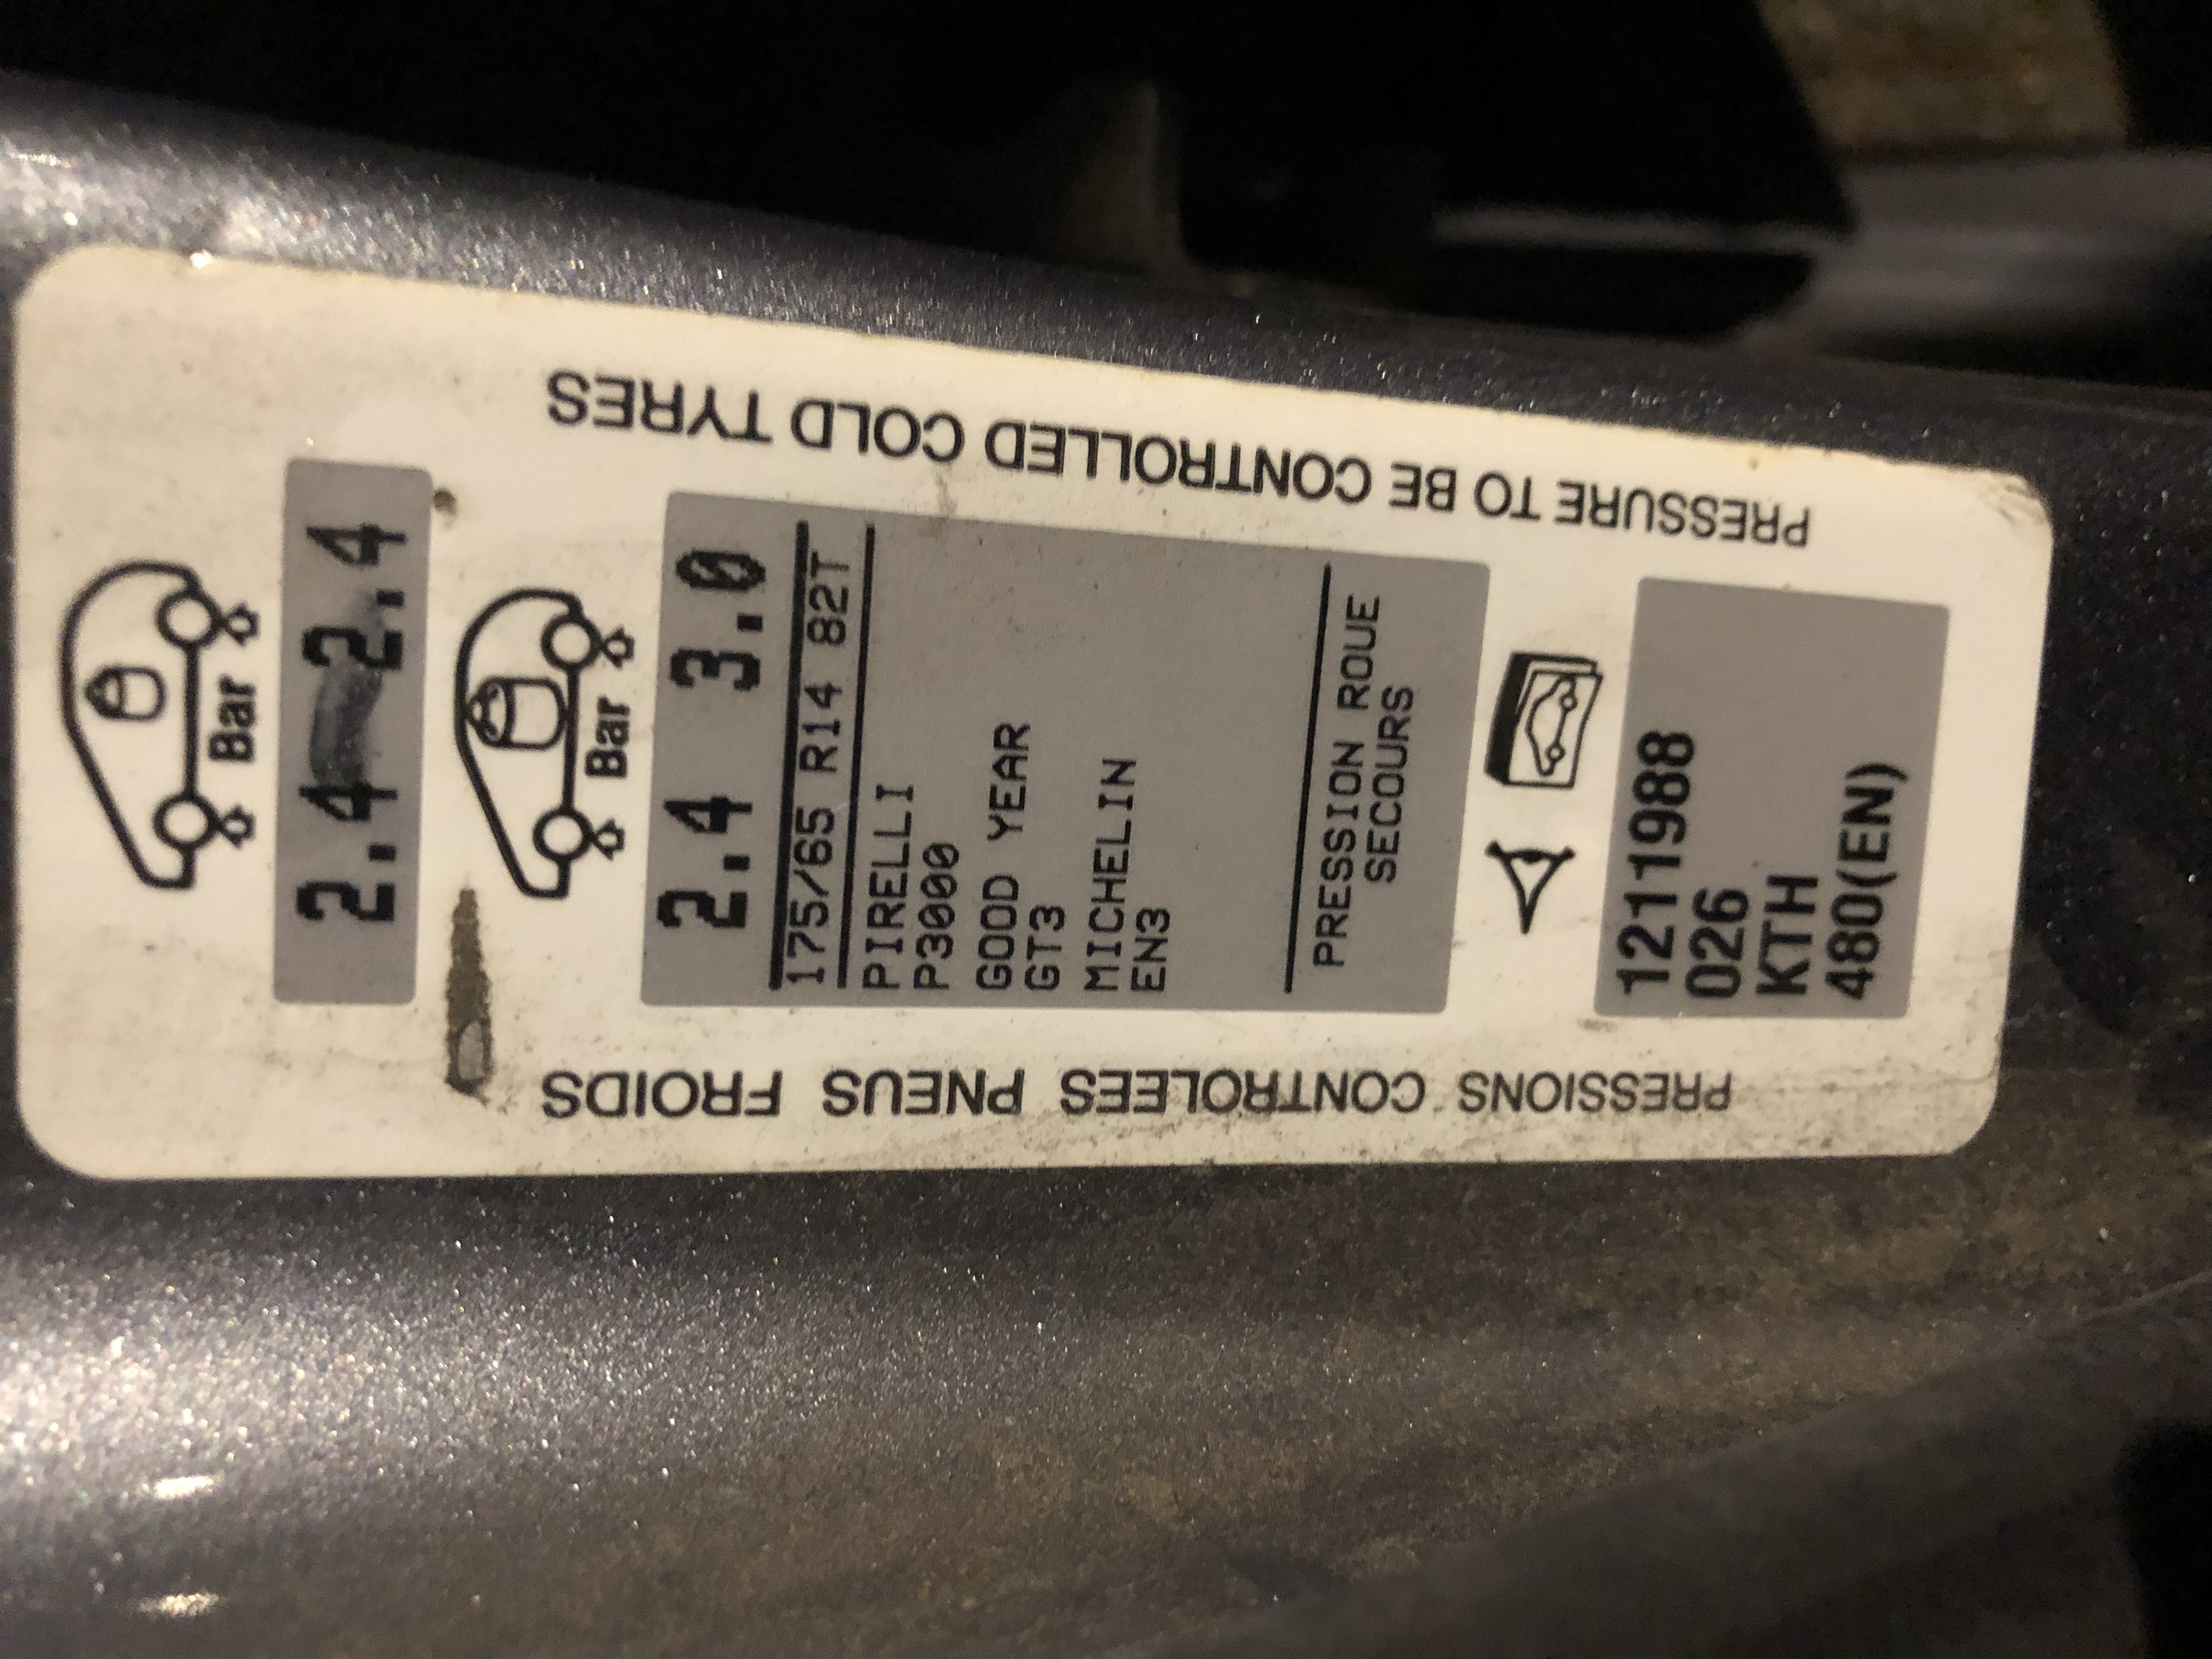 PRESSIONS CONTROLEES PNEUS FROIDS
PRESSURE TO BE CONTROLLED COLD TYRES
Bar
2.4 2.4
Bar
2.4 3.0
175/65 R14 82T
PIRELLI
P3000
GOOD YEAR
GT3
MICHELIN
EN3
PRESSION ROUE
SECOURS
1211988
026
KTH
480(EN)